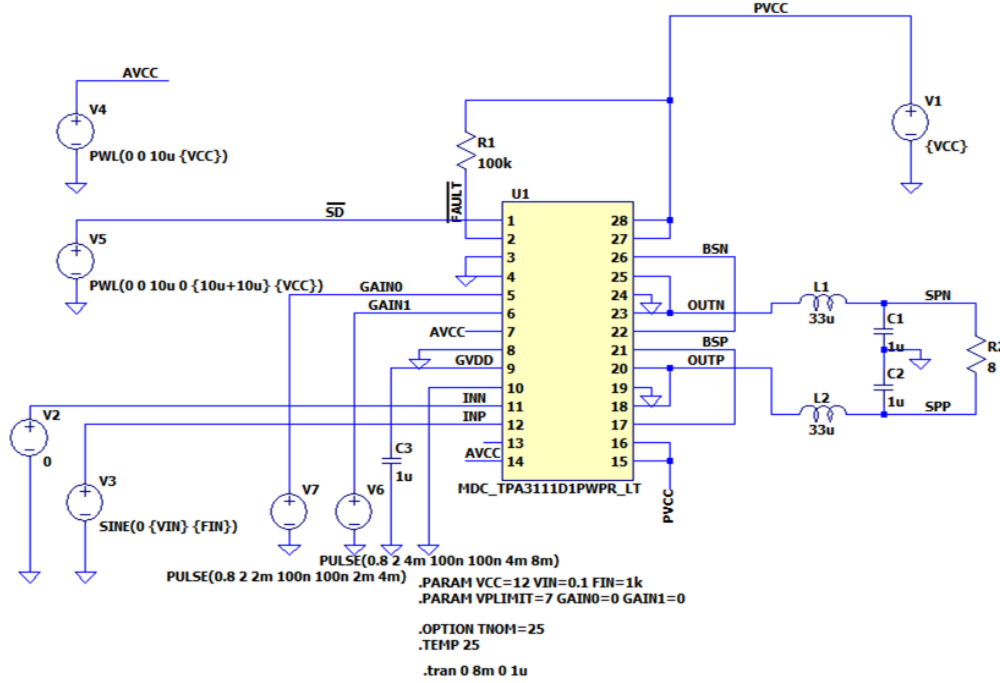 PVCC
AVCC
V4
PWL(0 0 10u {VCC})
V1
{VCC}
R1
100k
FAULT
U1
SD
V5
PWL(0 0 10u 0 {10u+10u} {VCC})
1
2
3
4
5
6
7
8
9
10
11
12
13
14
28
27
26
25
24
23
22
21
20
19
18
17
16
15
MDC_TPA3111D1PWPR_LT
GAIN0
GAIN1
AVCC
GVDD
INN
INP
AVCC
BSN
OUTN
BSP
OUTP
PVCC
L1
33u
SPN
C1
1u
R2
8
C2
1u
L2
33u
SPP
V2
0
V3
SINE(0 {VIN} {FIN})
C3
1u
V7
V6
PULSE(0.8 2 4m 100n 100n 4m 8m)
PULSE(0.8 2 2m 100n 100n 2m 4m)
.PARAM VCC=12 VIN=0.1 FIN=1k
.PARAM VPLIMIT=7 GAIN0=0 GAIN1=0
.OPTION TNOM=25
.TEMP 25
.tran 0 8m 0 1u